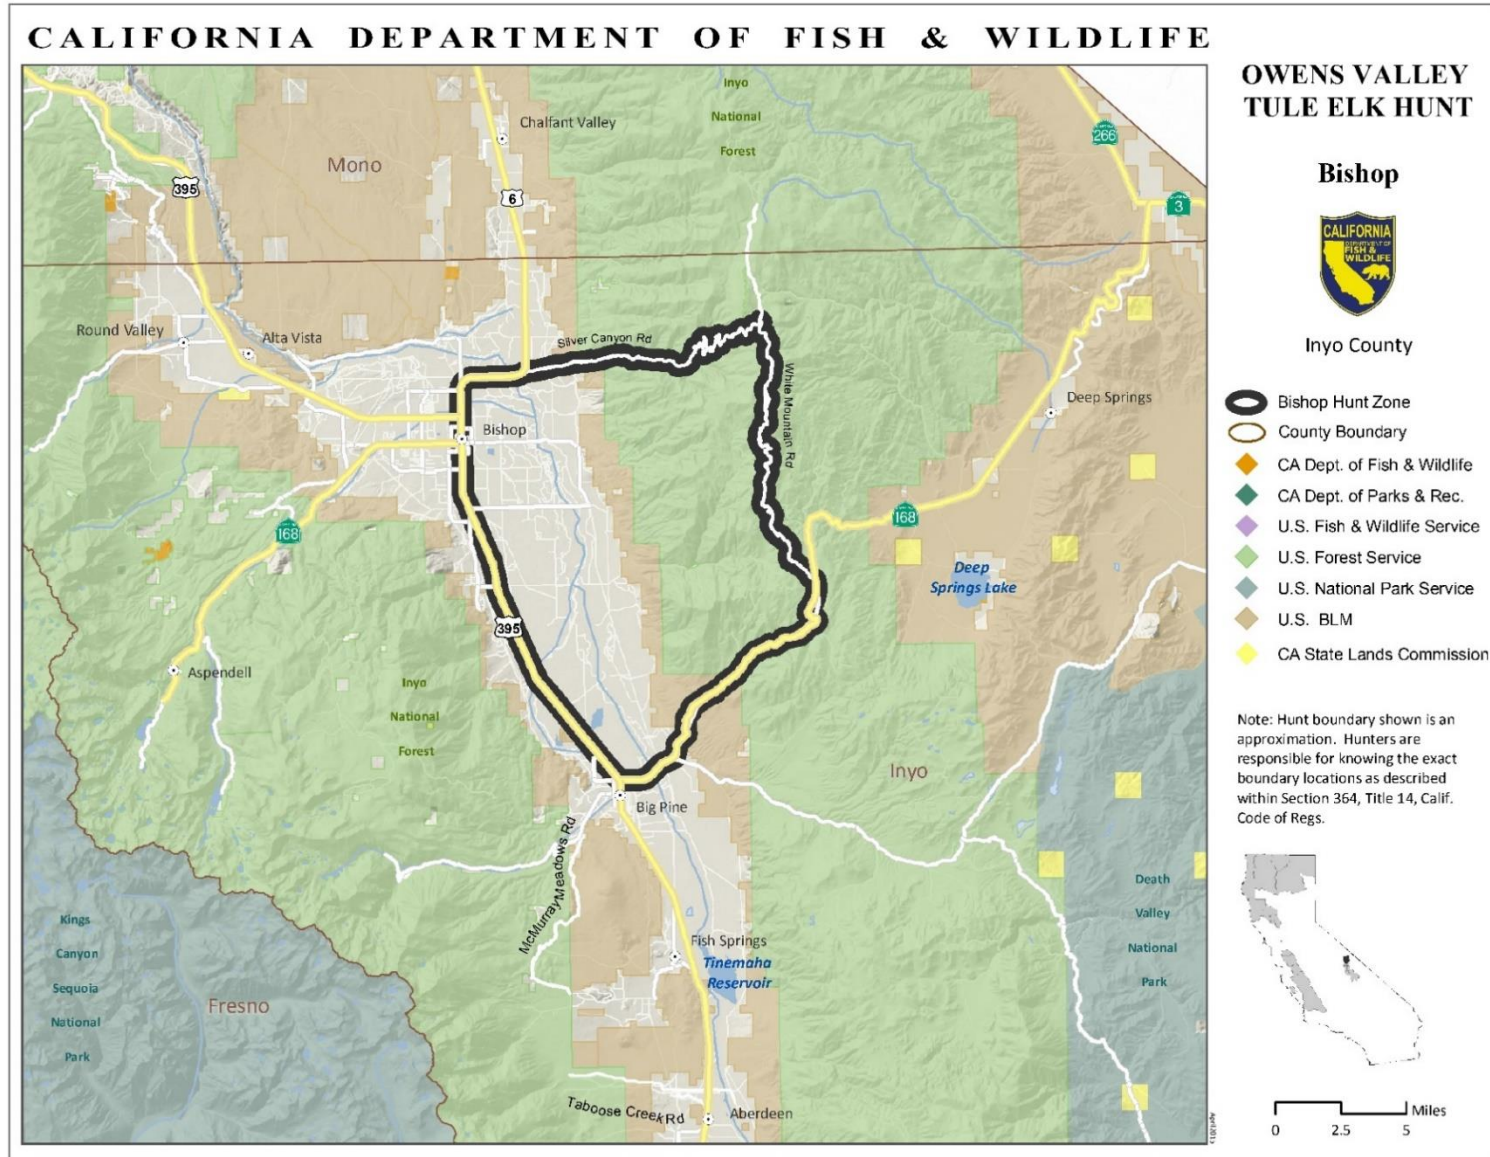 CALIFORNIA DEPARTMENT OF FISH & WILDLIFE
OWENS VALLEY
TULE ELK HUNT
Bishop
CALIFORNIA
DEPARTMENT OF
FISH &
WILDLIFE
Inyo County
Bishop Hunt Zone
County Boundary
CA Dept. of Fish & Wildlife
CA Dept. of Parks & Rec.
U.S. Fish & Wildlife Service
U.S. Forest Service
U.S. National Park Service
U.S. BLM
CA State Lands Commission
Note: Hunt boundary shown is an
approximation. Hunters are
responsible for knowing the exact
boundary locations as described
within Section 364, Title 14, Calif.
Code of Regs.
Miles
0 2.5 5
Inyo
National
Forest
Chalfant Valley
266
Mono
395
6
3
Round Valley
Alta Vista
Silver Canyon Rd
White Mountain Rd
Deep Springs
Bishop
168
168
Deep
Springs Lake
395
Aspendell
Inyo
National
Forest
Inyo
Big Pine
McMurray Meadows Rd
Death
Valley
National
Park
Kings
Canyon
Sequoia
National
Park
Fish Springs
Tinemaha
Reservoir
Fresno
Taboose Creek Rd
Aberdeen